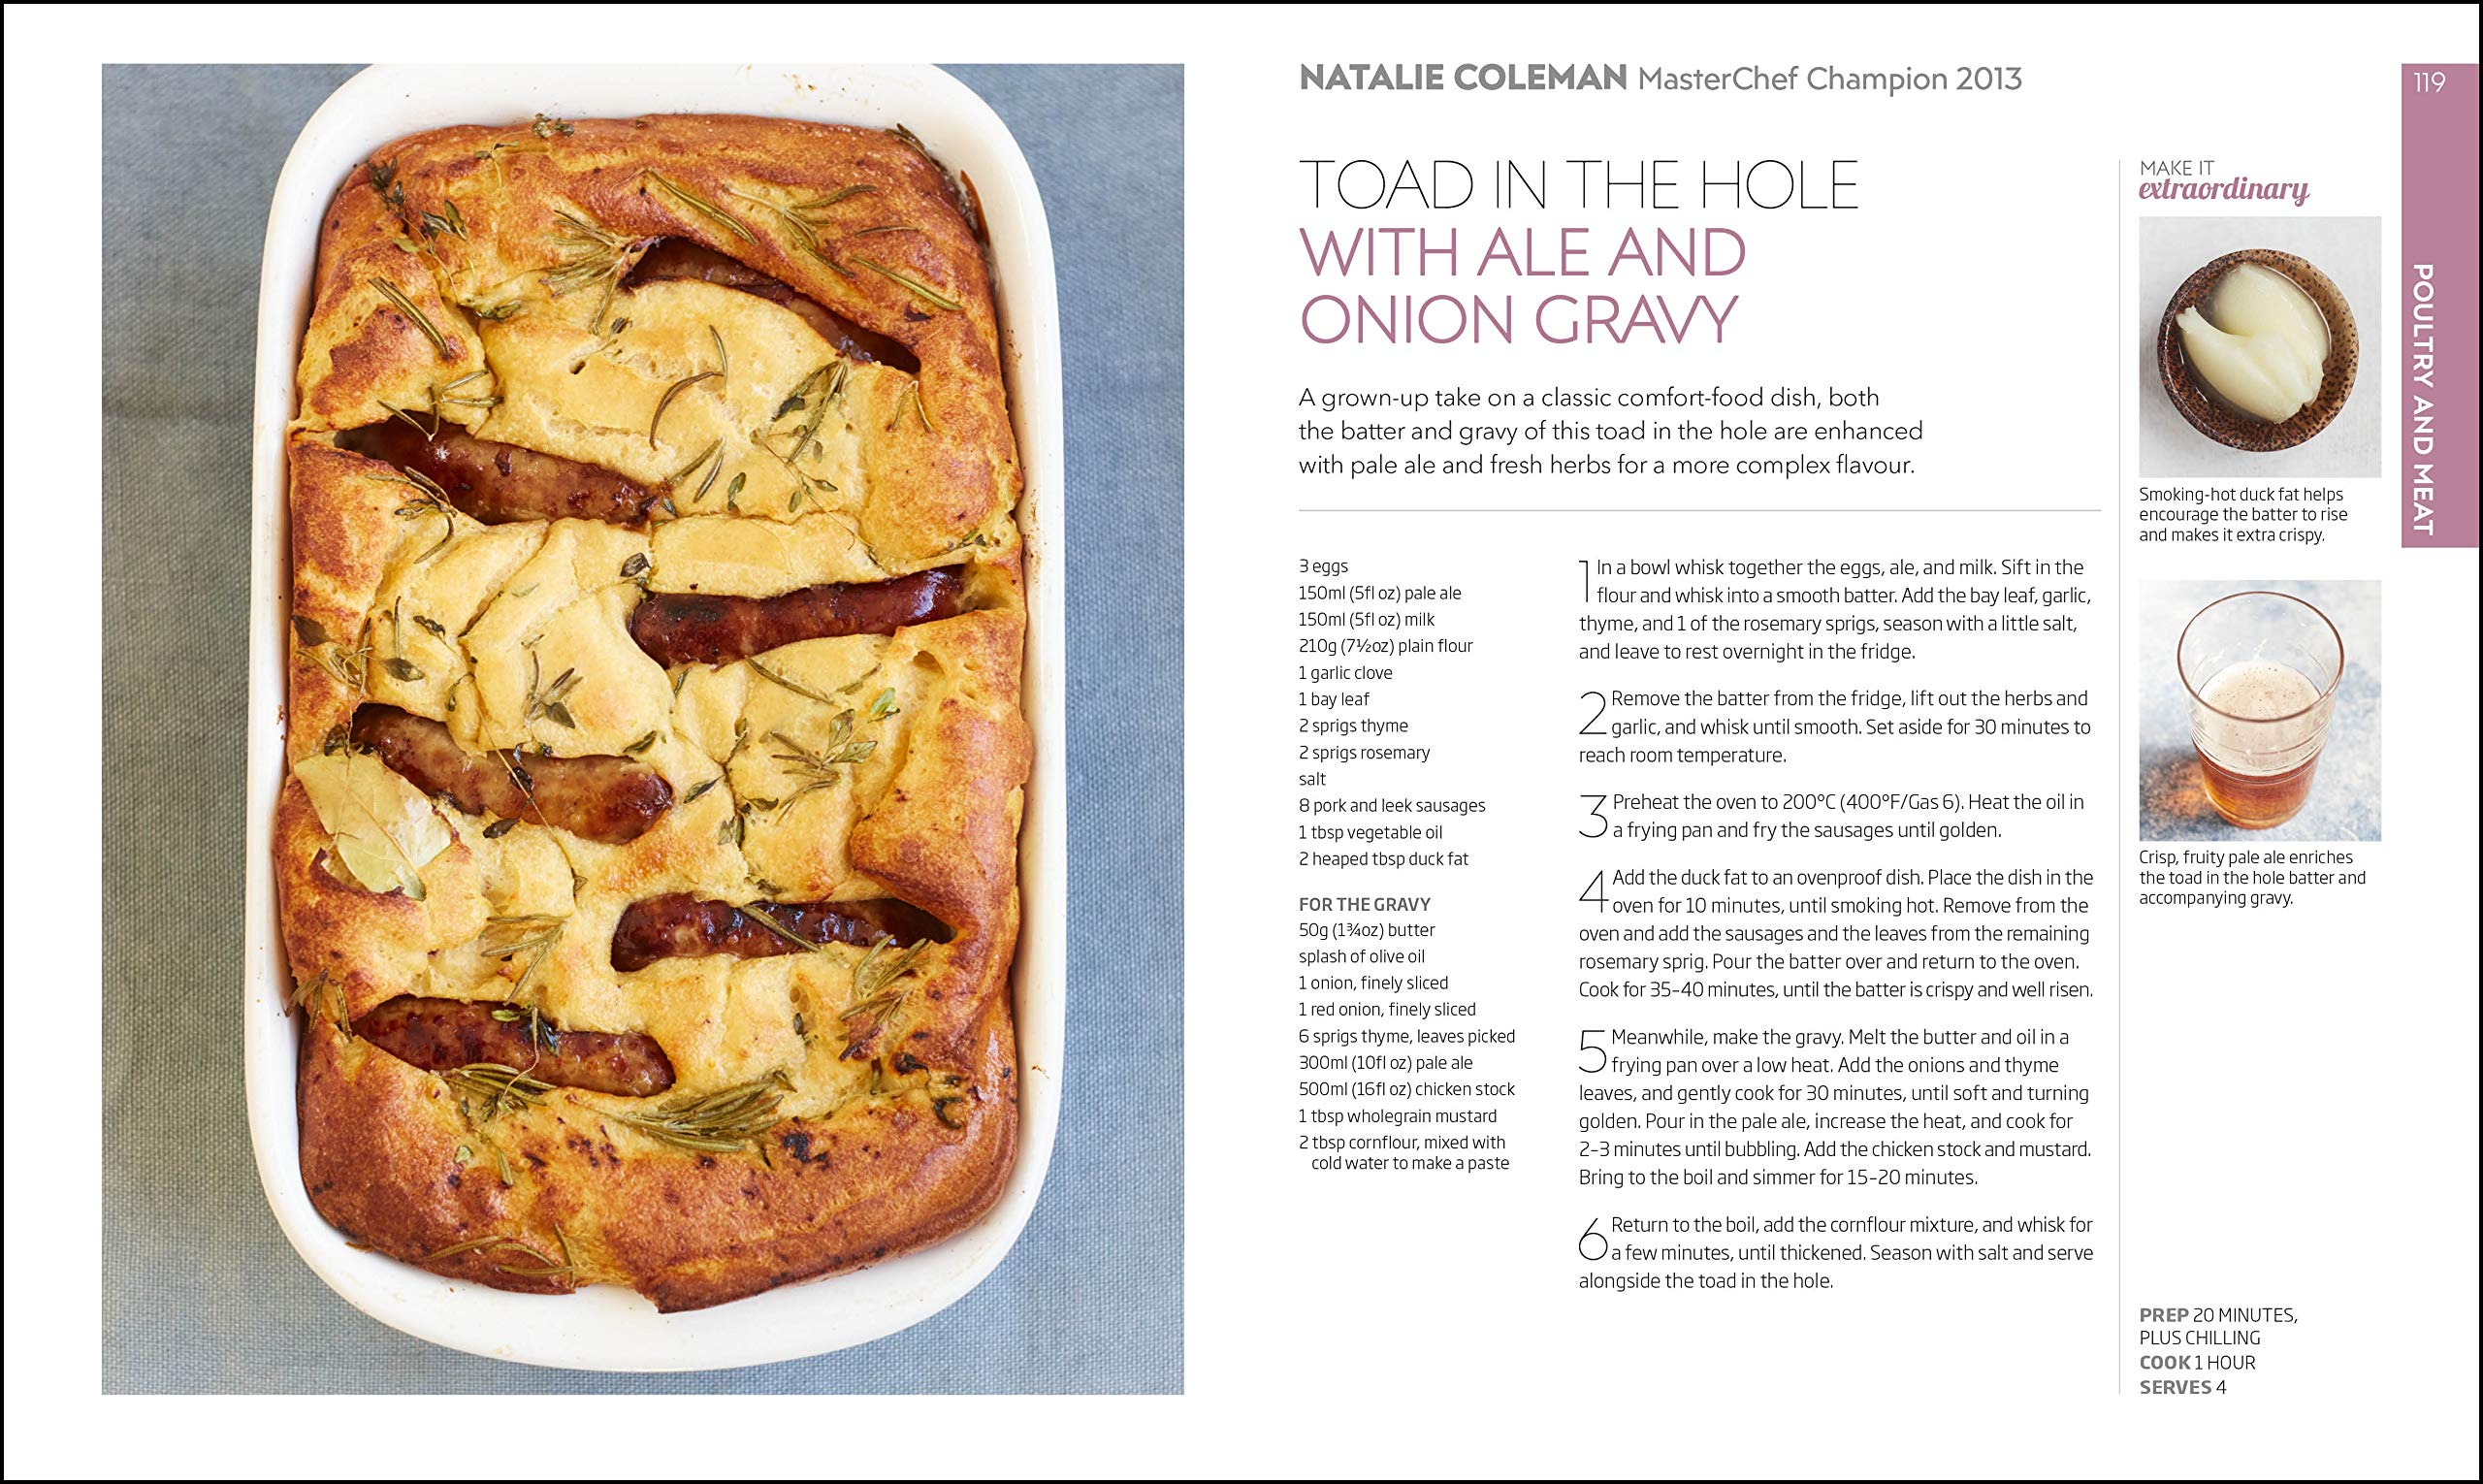 NATALIE COLEMAN MasterChef Champion 2013
119
TOAD IN THE HOLE
WITH ALE AND
ONION GRAVY
A grown-up take on a classic comfort-food dish, both
the batter and gravy of this toad in the hole are enhanced
with pale ale and fresh herbs for a more complex flavour.
3 eggs
150ml (5fl oz) pale ale
150ml (5fl oz) milk
210g (7½oz) plain flour
1 garlic clove
1 bay leaf
2 sprigs thyme
2 sprigs rosemary
salt
8 pork and leek sausages
1 tbsp vegetable oil
2 heaped tbsp duck fat
FOR THE GRAVY
50g (1¾oz) butter
splash of olive oil
1 onion, finely sliced
1 red onion, finely sliced
6 sprigs thyme, leaves picked
300ml (10fl oz) pale ale
500ml (16fl oz) chicken stock
1 tbsp wholegrain mustard
2 tbsp cornflour, mixed with
cold water to make a paste
1 In a bowl whisk together the eggs, ale, and milk. Sift in the
flour and whisk into a smooth batter. Add the bay leaf, garlic,
thyme, and 1 of the rosemary sprigs, season with a little salt,
and leave to rest overnight in the fridge.
2 Remove the batter from the fridge, lift out the herbs and
garlic, and whisk until smooth. Set aside for 30 minutes to
reach room temperature.
3 Preheat the oven to 200°C (400°F/Gas 6). Heat the oil in
a frying pan and fry the sausages until golden.
4 Add the duck fat to an ovenproof dish. Place the dish in the
oven for 10 minutes, until smoking hot. Remove from the
oven and add the sausages and the leaves from the remaining
rosemary sprig. Pour the batter over and return to the oven.
Cook for 35–40 minutes, until the batter is crispy and well risen.
5 Meanwhile, make the gravy. Melt the butter and oil in a
frying pan over a low heat. Add the onions and thyme
leaves, and gently cook for 30 minutes, until soft and turning
golden. Pour in the pale ale, increase the heat, and cook for
2–3 minutes until bubbling. Add the chicken stock and mustard.
Bring to the boil and simmer for 15–20 minutes.
6 Return to the boil, add the cornflour mixture, and whisk for
a few minutes, until thickened. Season with salt and serve
alongside the toad in the hole.
MAKE IT
extraordinary
Smoking-hot duck fat helps
encourage the batter to rise
and makes it extra crispy.
Crisp, fruity pale ale enriches
the toad in the hole batter and
accompanying gravy.
PREP 20 MINUTES,
PLUS CHILLING
COOK 1 HOUR
SERVES 4
POULTRY AND MEAT